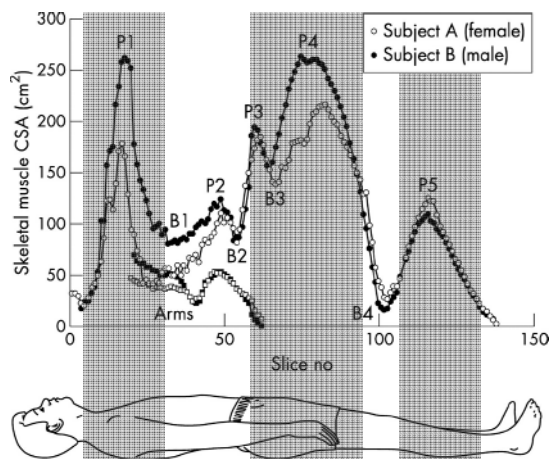 Skeletal muscle CSA (cm²)
300
250
200
150
100
50
0
P1
P4
P3
P2
B1
B2
B3
P5
B4
Arms
Subject A (female)
Subject B (male)
0
50
100
150
Slice no